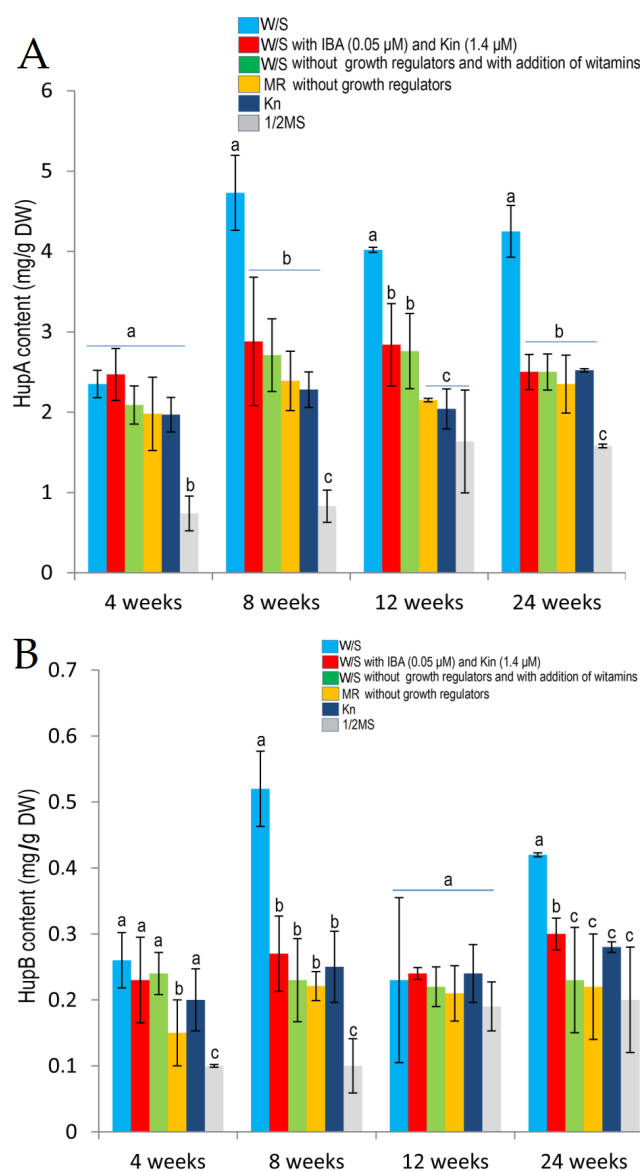 A
W/S
W/S with IBA (0.05 µM) and Kin (1.4 µM)
W/S without growth regulators and with addition of witamins
MR without growth regulators
Kn
1/2MS
HupA content (mg/g DW)
6
5
4
3
2
1
0
a
b
a
b
c
a
b
b
c
a
b
c
4 weeks
8 weeks
12 weeks
24 weeks
B
W/S
W/S with IBA (0.05 µM) and Kin (1.4 µM)
W/S without growth regulators and with addition of witamins
MR without growth regulators
Kn
1/2MS
HupB content (mg/g DW)
0.7
0.6
0.5
0.4
0.3
0.2
0.1
0
a
a
a
b
a
c
a
b
b
b
b
c
a
a
b
c
c
c
c
4 weeks
8 weeks
12 weeks
24 weeks